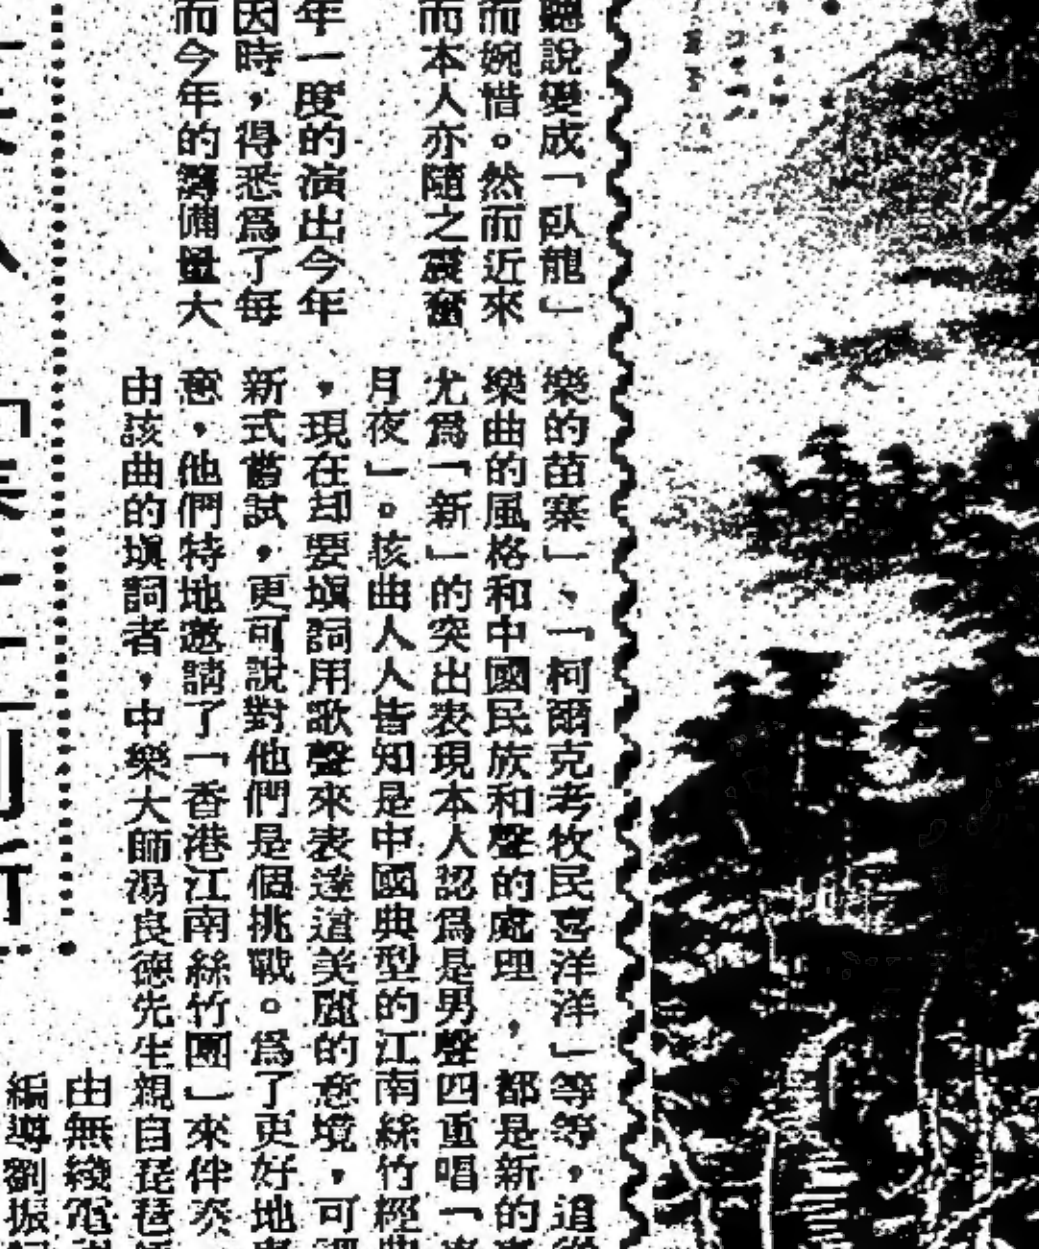 聽說變成「臥龍」
而婉惜。然而近來
而本人亦隨之震奮
年一度的演出今年
因時，得悉爲了每
而今年的籌備量大
樂的苗寨」、「柯爾克考牧民喜洋洋」等等，這
樂曲的風格和中國民族和聲的處理，都是新的
尤爲「新」的突出表現本人認爲是男聲四重唱「
月夜」。該曲人人皆知是中國典型的江南絲竹經典
，現在却要塡詞用歌聲來表達這美麗的意境，可
新式嘗試，更可說對他們是個挑戰。爲了更好地
意，他們特地邀請了「香港江南絲竹團」來伴奏
由該曲的塡詞者，中樂大師湯良德先生親自琵琶
由無綫電
編導劉振